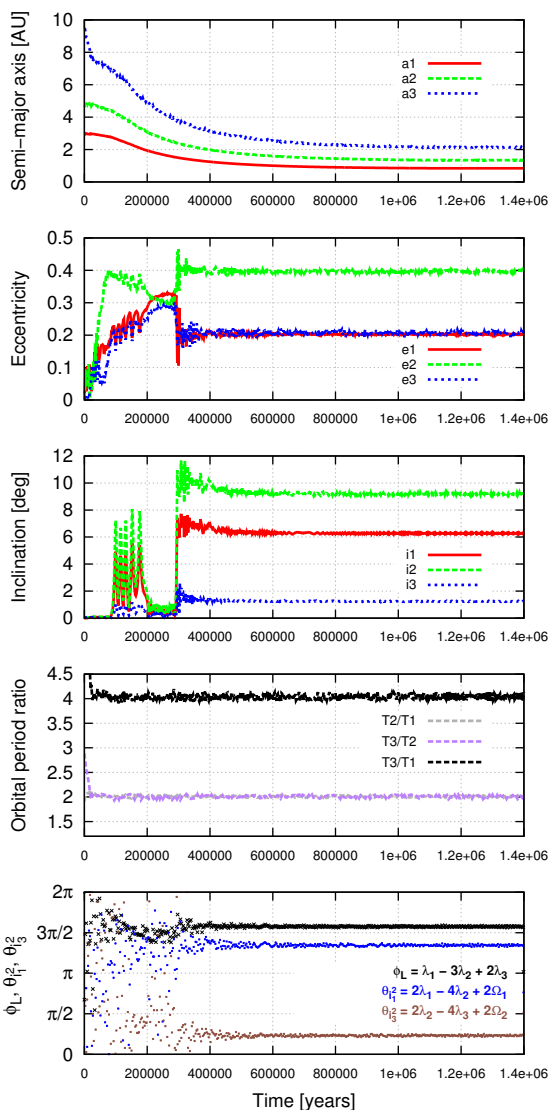 Semi−major axis [AU]
10
8
6
4
2
0
a1
a2
a3
0 200000 400000 600000 800000 1e+06 1.2e+06 1.4e+06
Eccentricity
0.5
0.4
0.3
0.2
0.1
0
e1
e2
e3
0 200000 400000 600000 800000 1e+06 1.2e+06 1.4e+06
Inclination [deg]
12
10
8
6
4
2
0
i1
i2
i3
0 200000 400000 600000 800000 1e+06 1.2e+06 1.4e+06
Orbital period ratio
4.5
4
3.5
3
2.5
2
1.5
T2/T1
T3/T2
T3/T1
0 200000 400000 600000 800000 1e+06 1.2e+06 1.4e+06
ϕL, θi1², θi3²
2π
3π/2
π
π/2
0
ϕL = λ1 − 3λ2 + 2λ3
θi1² = 2λ1 − 4λ2 + 2Ω1
θi3² = 2λ2 − 4λ3 + 2Ω2
0 200000 400000 600000 800000 1e+06 1.2e+06 1.4e+06
Time [years]